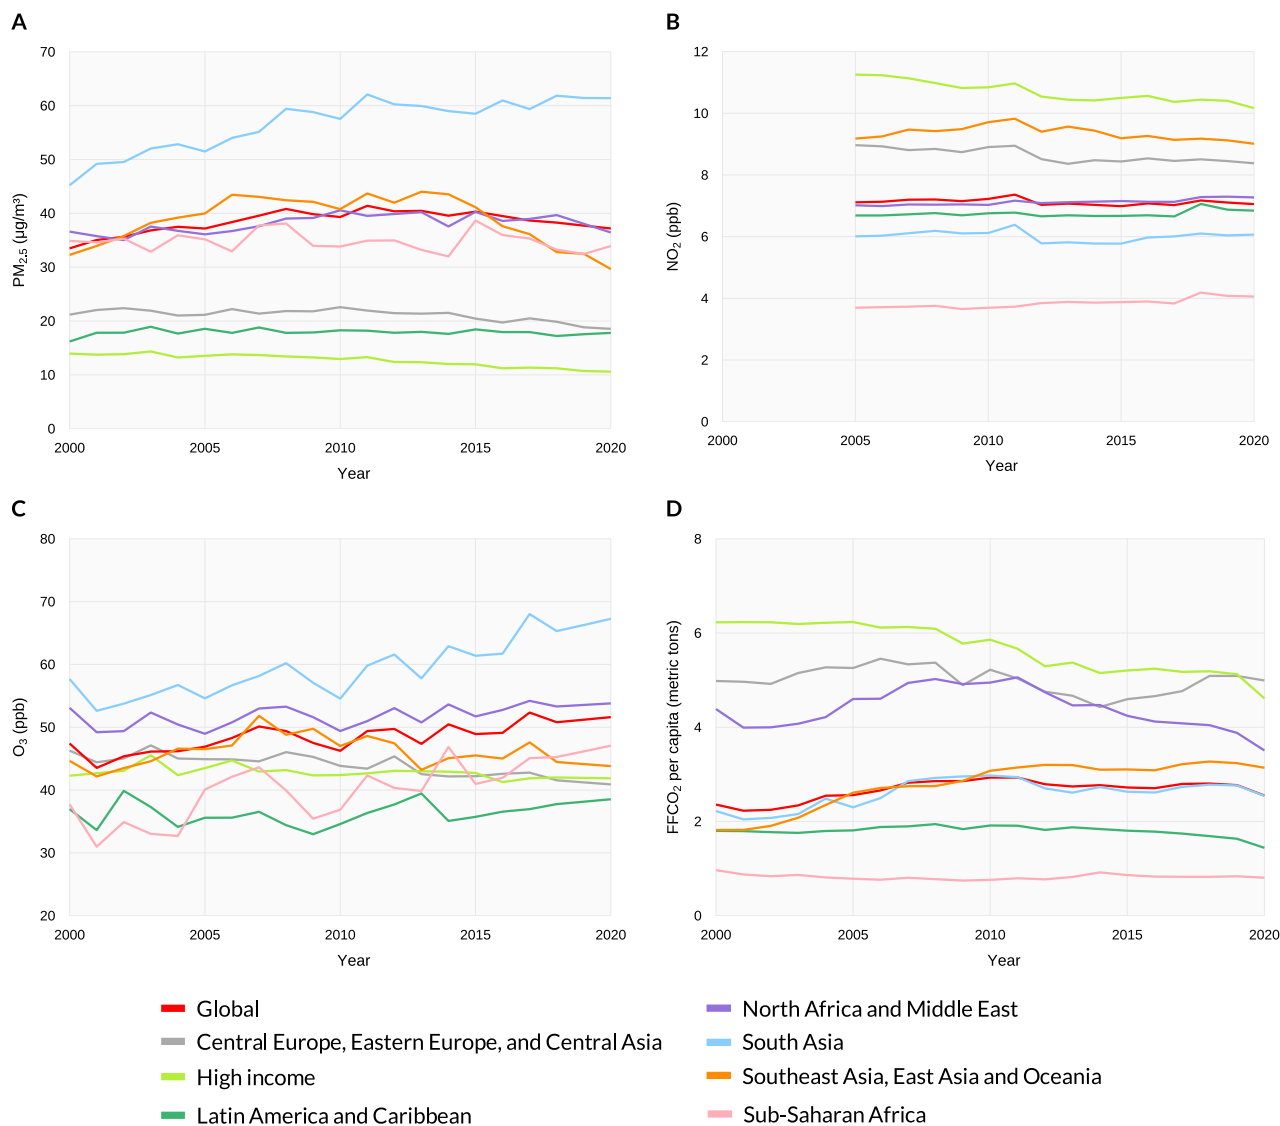 A
B
70
60
50
40
30
20
10
0
PM2.5 (µg/m³)
2000 2005 2010 2015 2020
Year
12
10
8
6
4
2
0
NO2 (ppb)
2000 2005 2010 2015 2020
Year
C
D
80
70
60
50
40
30
20
O3 (ppb)
2000 2005 2010 2015 2020
Year
8
6
4
2
0
FFCO2 per capita (metric tons)
2000 2005 2010 2015 2020
Year
Global
Central Europe, Eastern Europe, and Central Asia
High income
Latin America and Caribbean
North Africa and Middle East
South Asia
Southeast Asia, East Asia and Oceania
Sub-Saharan Africa